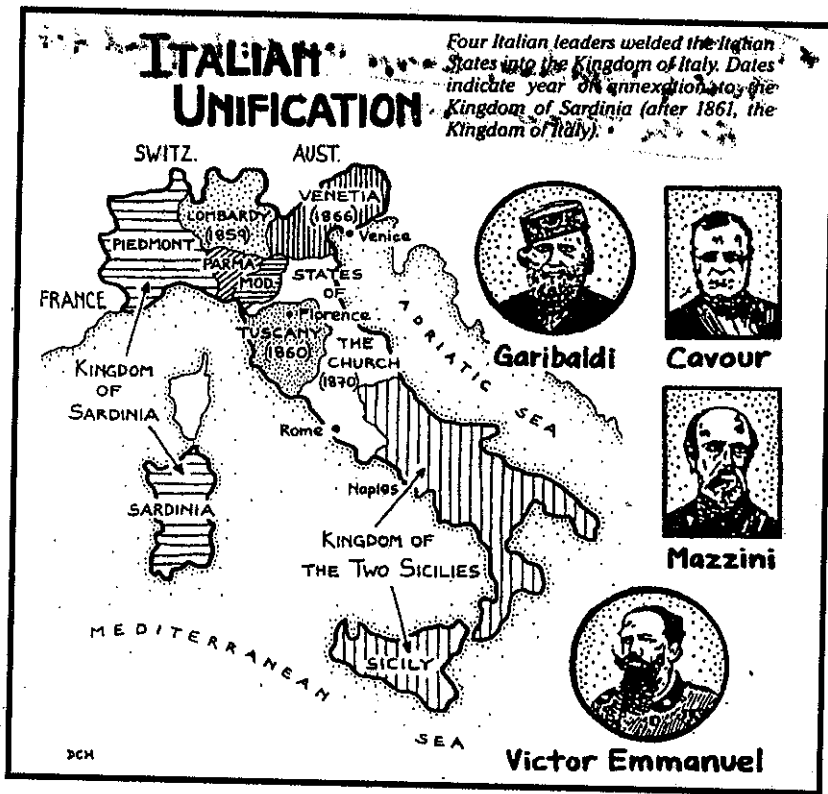 ITALIAN
UNIFICATION
Four Italian leaders welded the Italian
States into the Kingdom of Italy. Dates
indicate year of annexation to the
Kingdom of Sardinia (after 1861, the
Kingdom of Italy).
SWITZ.
AUST.
VENETIA
(1866)
LOMBARDY
(1859)
Venice
PIEDMONT
PARMA
MOD.
STATES
OF
THE
CHURCH
(1870)
FRANCE
Florence
TUSCANY
(1860)
ADRIATIC SEA
KINGDOM
OF
SARDINIA
Rome
SARDINIA
Naples
KINGDOM OF
THE TWO SICILIES
SICILY
MEDITERRANEAN
SEA
DCH
Garibaldi
Cavour
Mazzini
Victor Emmanuel